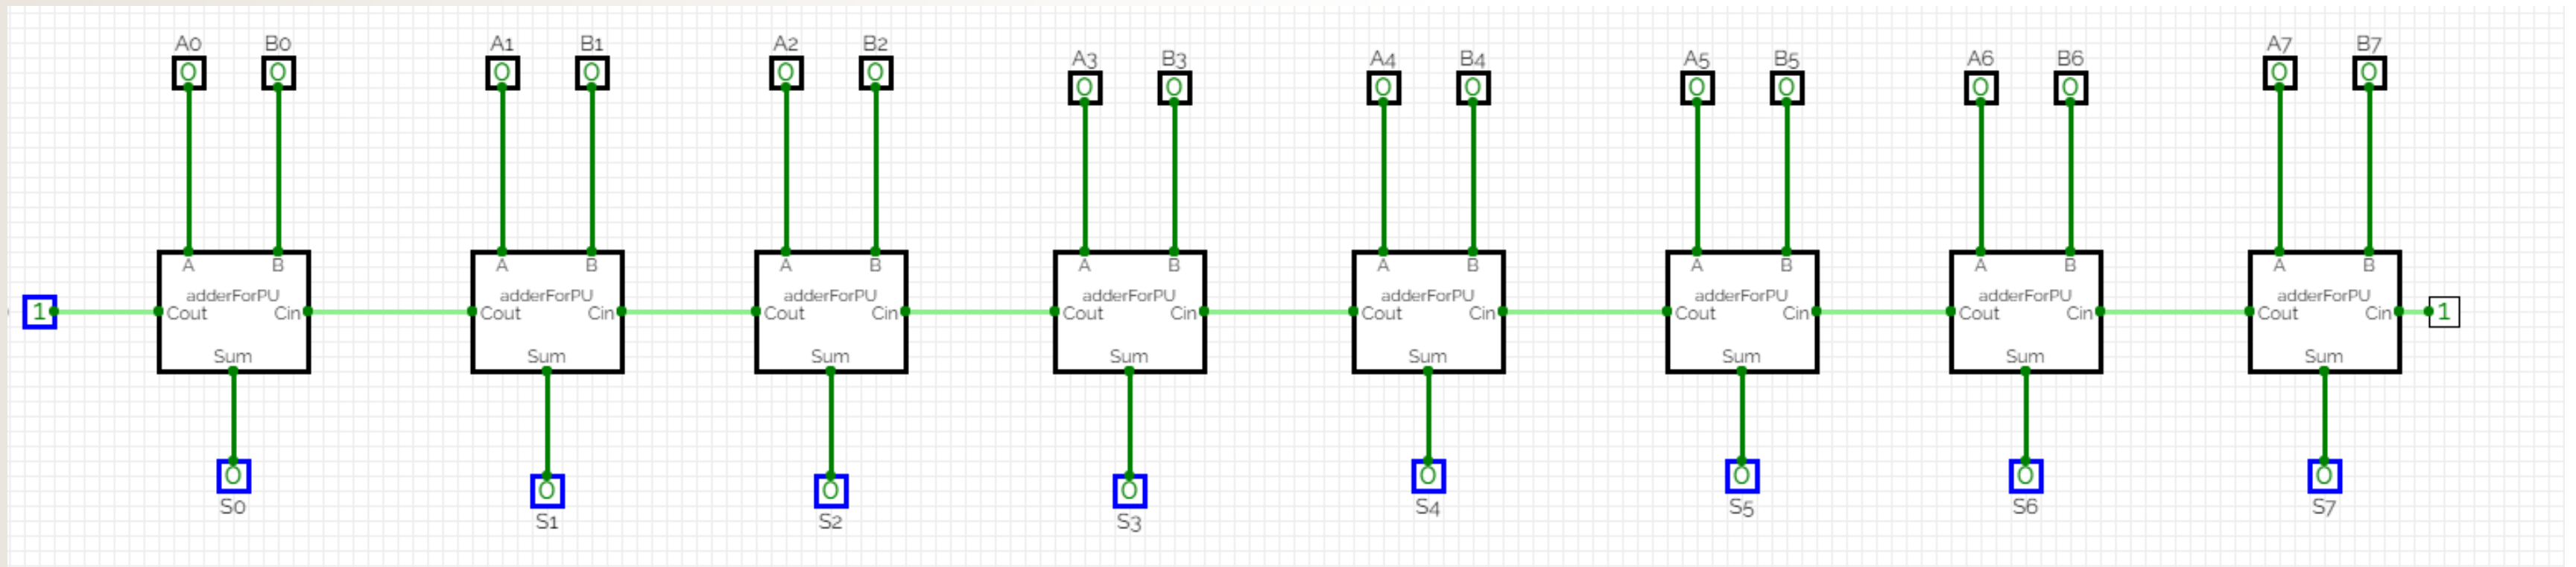 A0 B0 A1 B1 A2 B2 A3 B3 A4 B4 A5 B5 A6 B6 A7 B7
0 0 0 0 0 0 0 0 0 0 0 0 0 0 0 0
A B A B A B A B A B A B A B A B
adderForPU adderForPU adderForPU adderForPU adderForPU adderForPU adderForPU adderForPU
1 Cout Cin Cout Cin Cout Cin Cout Cin Cout Cin Cout Cin Cout Cin Cout Cin 1
Sum Sum Sum Sum Sum Sum Sum Sum
0 0 0 0 0 0 0 0
S0 S1 S2 S3 S4 S5 S6 S7